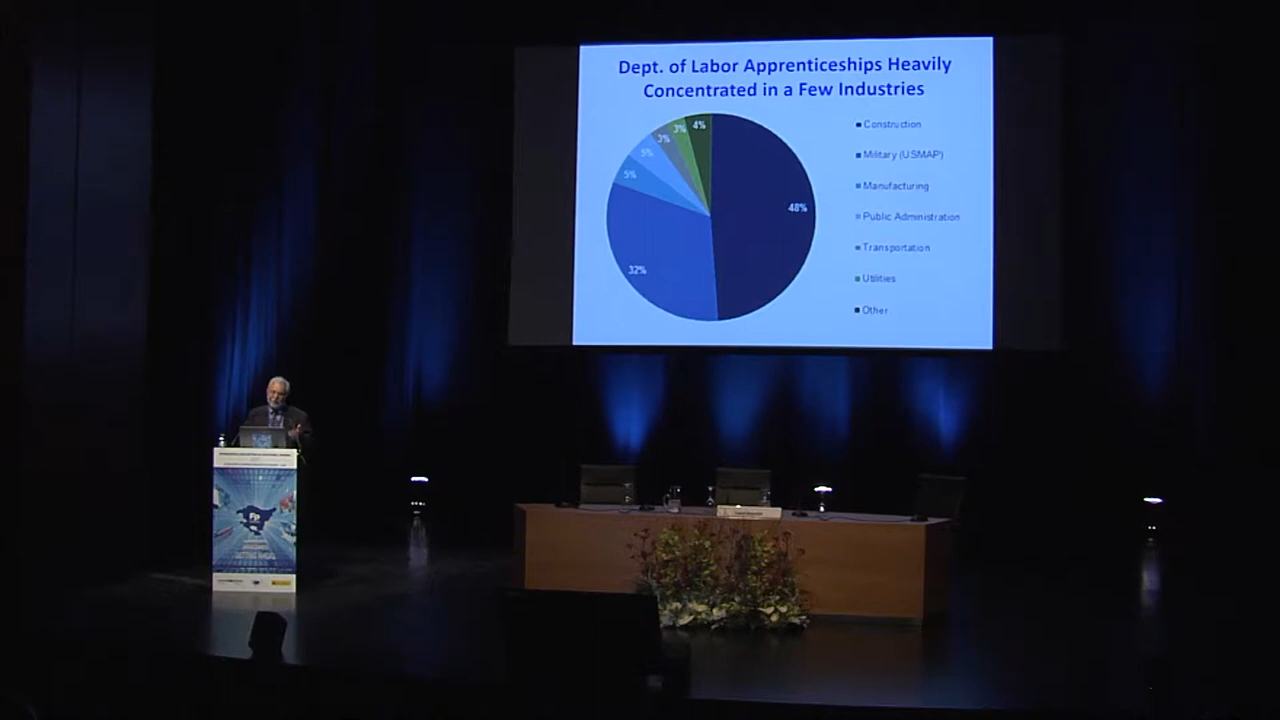 Dept. of Labor Apprenticeships Heavily
Concentrated in a Few Industries
48%
32%
5%
5%
3%
3%
4%
Construction
Military (USMAP)
Manufacturing
Public Administration
Transportation
Utilities
Other